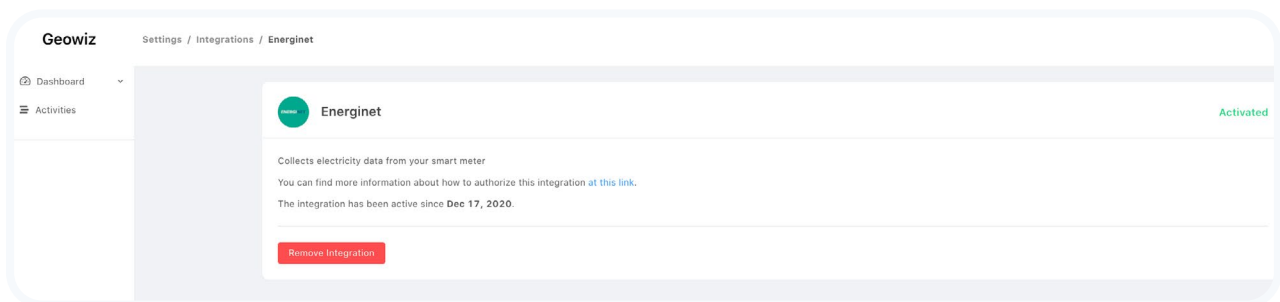 Geowiz
Settings / Integrations / Energinet
Dashboard
Activities
Energinet
Activated
Collects electricity data from your smart meter
You can find more information about how to authorize this integration at this link.
The integration has been active since Dec 17, 2020.
Remove Integration